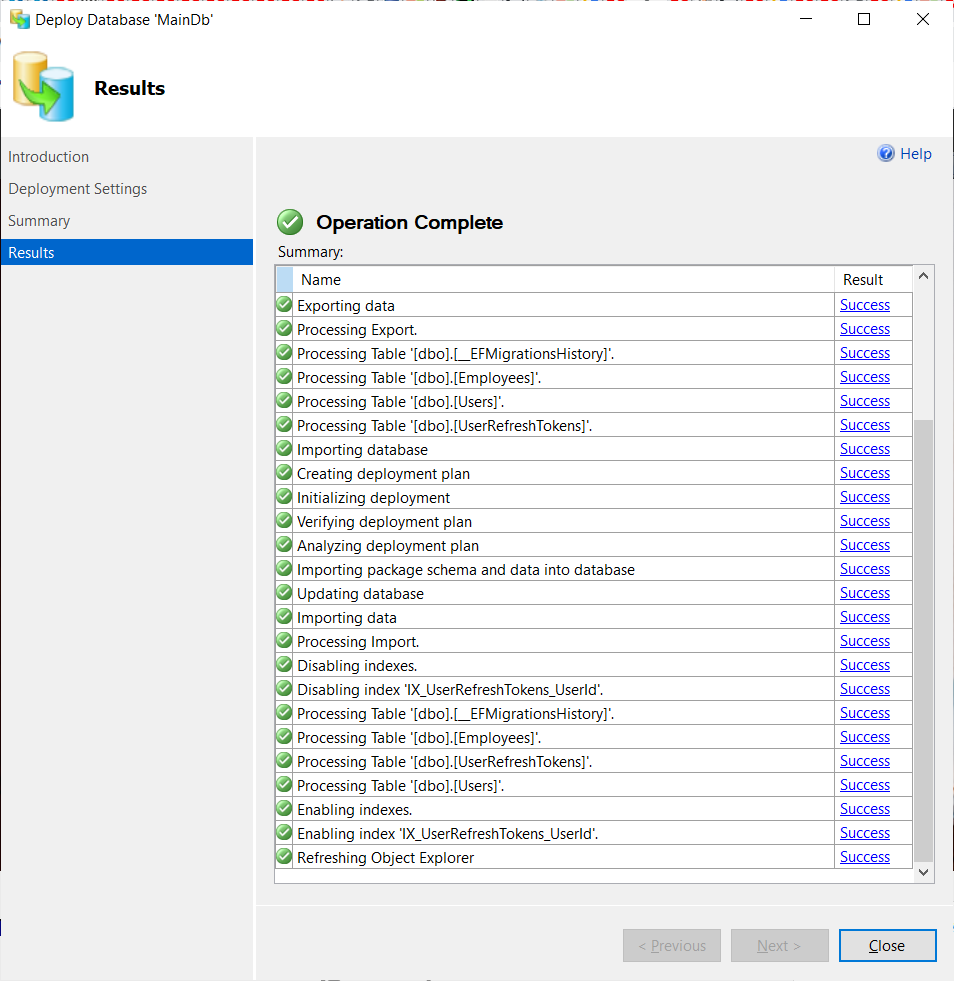 Deploy Database 'MainDb'
Results
Introduction
Deployment Settings
Summary
Results
Help
Operation Complete
Summary:
Name Result
Exporting data Success
Processing Export. Success
Processing Table '[dbo].[__EFMigrationsHistory]'. Success
Processing Table '[dbo].[Employees]'. Success
Processing Table '[dbo].[Users]'. Success
Processing Table '[dbo].[UserRefreshTokens]'. Success
Importing database Success
Creating deployment plan Success
Initializing deployment Success
Verifying deployment plan Success
Analyzing deployment plan Success
Importing package schema and data into database Success
Updating database Success
Importing data Success
Processing Import. Success
Disabling indexes. Success
Disabling index 'IX_UserRefreshTokens_UserId'. Success
Processing Table '[dbo].[__EFMigrationsHistory]'. Success
Processing Table '[dbo].[Employees]'. Success
Processing Table '[dbo].[UserRefreshTokens]'. Success
Processing Table '[dbo].[Users]'. Success
Enabling indexes. Success
Enabling index 'IX_UserRefreshTokens_UserId'. Success
Refreshing Object Explorer Success
< Previous Next > Close